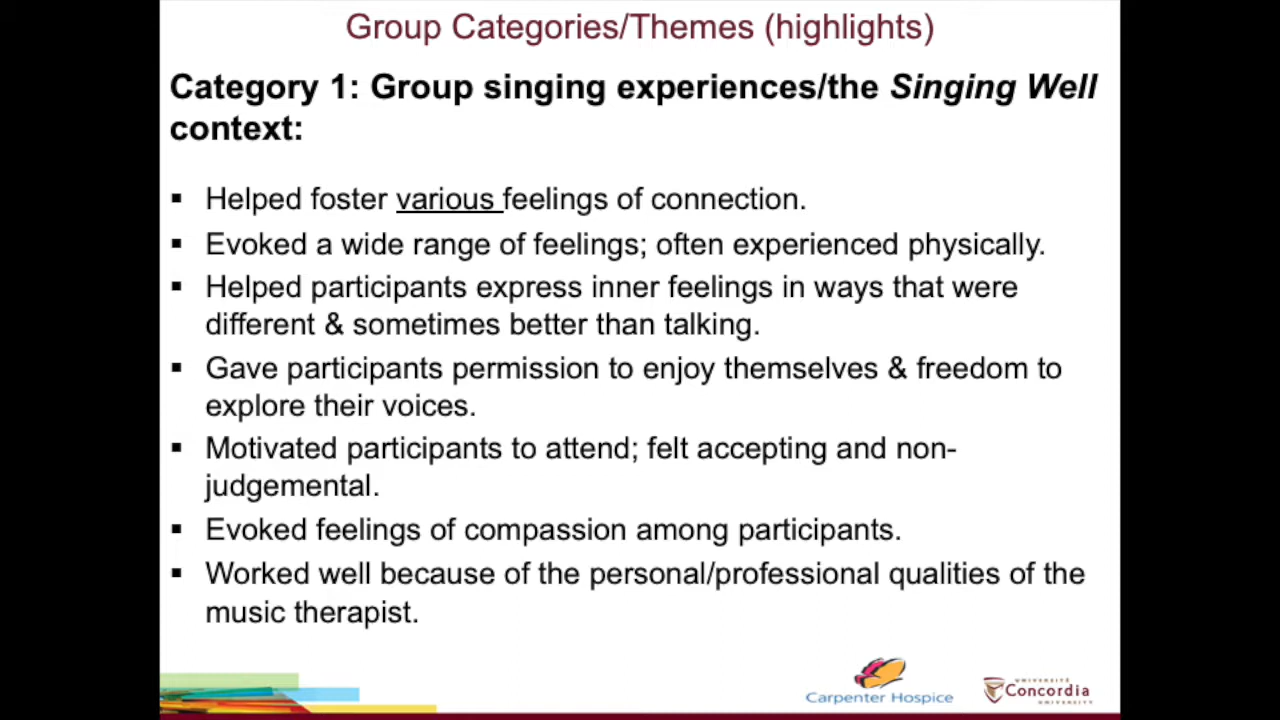 Group Categories/Themes (highlights)
Category 1: Group singing experiences/the Singing Well
context:
▪ Helped foster various feelings of connection.
▪ Evoked a wide range of feelings; often experienced physically.
▪ Helped participants express inner feelings in ways that were
different & sometimes better than talking.
▪ Gave participants permission to enjoy themselves & freedom to
explore their voices.
▪ Motivated participants to attend; felt accepting and non-
judgemental.
▪ Evoked feelings of compassion among participants.
▪ Worked well because of the personal/professional qualities of the
music therapist.
Carpenter Hospice
UNIVERSITÉ
Concordia
UNIVERSITY